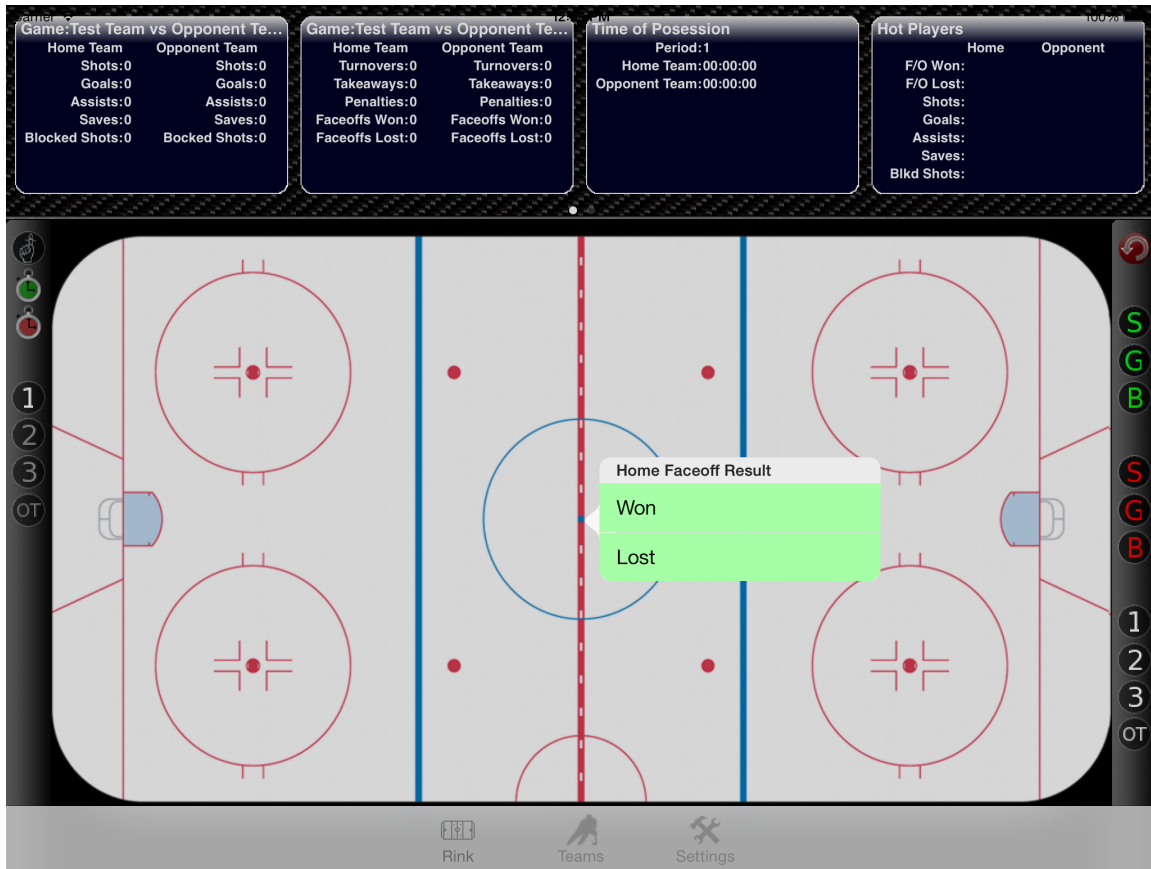 Game:Test Team vs Opponent Te...
Home Team Opponent Team
Shots:0 Shots:0
Goals:0 Goals:0
Assists:0 Assists:0
Saves:0 Saves:0
Blocked Shots:0 Bocked Shots:0
Game:Test Team vs Opponent Te...
Home Team Opponent Team
Turnovers:0 Turnovers:0
Takeaways:0 Takeaways:0
Penalties:0 Penalties:0
Faceoffs Won:0 Faceoffs Won:0
Faceoffs Lost:0 Faceoffs Lost:0
Time of Posession
Period:1
Home Team:00:00:00
Opponent Team:00:00:00
100%
Hot Players
Home Opponent
F/O Won:
F/O Lost:
Shots:
Goals:
Assists:
Saves:
Blkd Shots:
1
2
3
OT
Home Faceoff Result
Won
Lost
S
G
B
S
G
B
1
2
3
OT
Rink Teams Settings